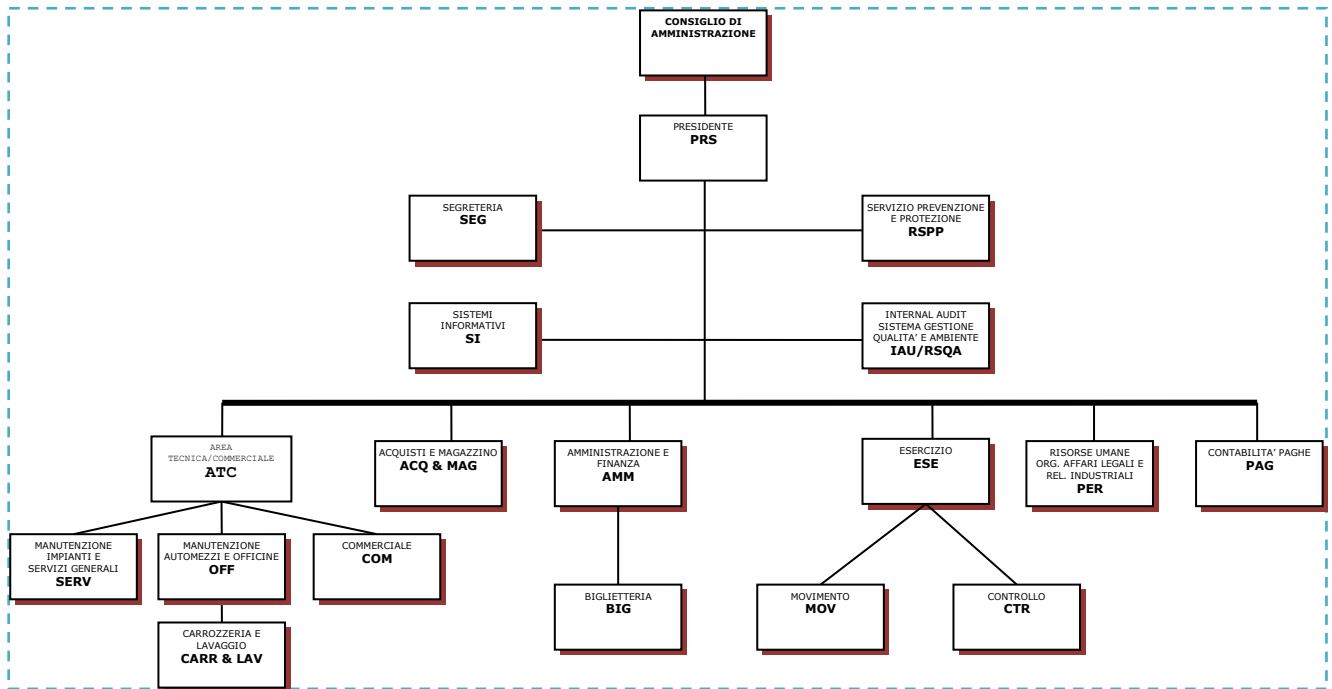 CONSIGLIO DI
AMMINISTRAZIONE
PRESIDENTE
PRS
SEGRETERIA
SEG
SERVIZIO PREVENZIONE
E PROTEZIONE
RSPP
SISTEMI
INFORMATIVI
SI
INTERNAL AUDIT
SISTEMA GESTIONE
QUALITA’ E AMBIENTE
IAU/RSQA
AREA
TECNICA/COMMERCIALE
ATC
ACQUISTI E MAGAZZINO
ACQ & MAG
AMMINISTRAZIONE E
FINANZA
AMM
ESERCIZIO
ESE
RISORSE UMANE
ORG. AFFARI LEGALI E
REL. INDUSTRIALI
PER
CONTABILITA’ PAGHE
PAG
MANUTENZIONE
IMPIANTI E
SERVIZI GENERALI
SERV
MANUTENZIONE
AUTOMEZZI E OFFICINE
OFF
COMMERCIALE
COM
BIGLIETTERIA
BIG
MOVIMENTO
MOV
CONTROLLO
CTR
CARROZZERIA E
LAVAGGIO
CARR & LAV